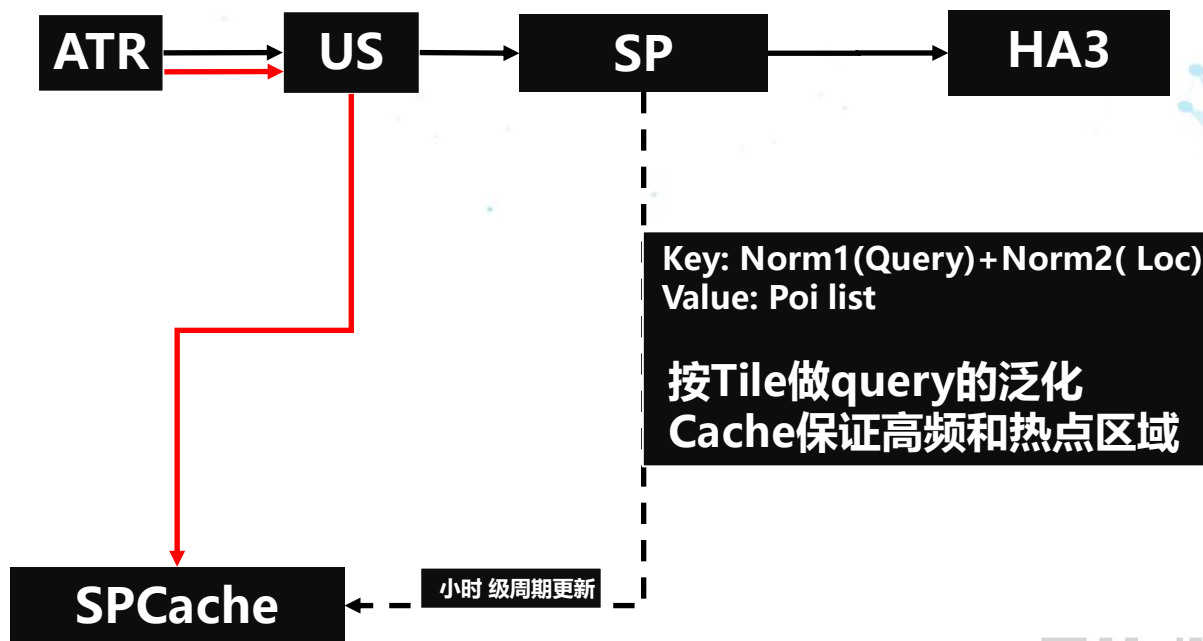 ATR
US
SP
HA3
Key: Norm1(Query)+Norm2( Loc)
Value: Poi list
按Tile做query的泛化
Cache保证高频和热点区域
小时 级周期更新
SPCache